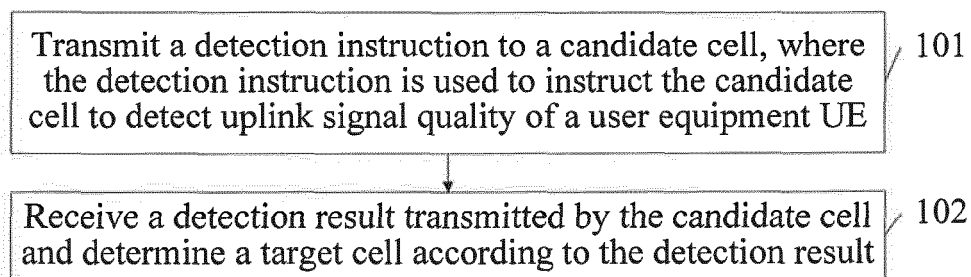 Transmit a detection instruction to a candidate cell, where
the detection instruction is used to instruct the candidate
cell to detect uplink signal quality of a user equipment UE
101
Receive a detection result transmitted by the candidate cell
and determine a target cell according to the detection result
102